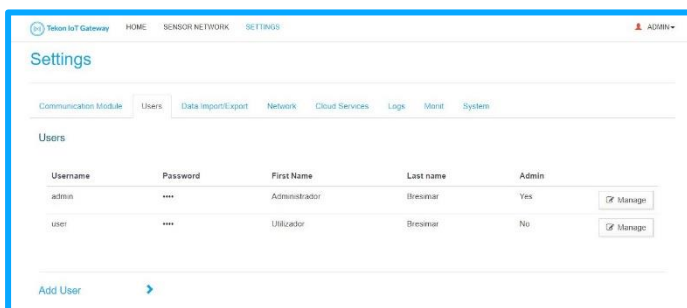 Tekon IoT Gateway HOME SENSOR NETWORK SETTINGS ADMIN
Settings
Communication Module Users Data Import/Export Network Cloud Services Logs Monit System
Users
Username Password First Name Last name Admin
admin •••• Administrador Bresimar Yes Manage
user •••• Utilizador Bresimar No Manage
Add User